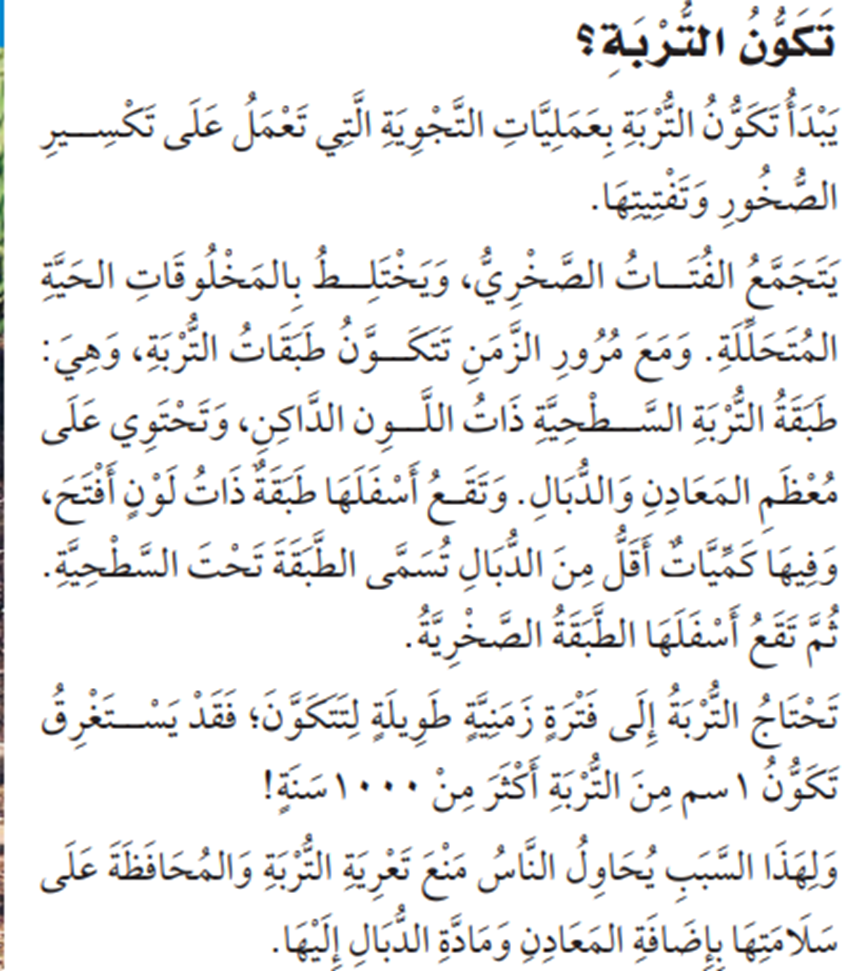 تَكَوُّنُ التُّرْبَةِ؟
يَبْدَأُ تَكَوُّنُ التُّرْبَةِ بِعَمَلِيَّاتِ التَّجْوِيَةِ الَّتِي تَعْمَلُ عَلَى تَكْسِيرِ
الصُّخُورِ وَتَفْتِيتِهَا.
يَتَجَمَّعُ الفُتَاتُ الصَّخْرِيُّ، وَيَخْتَلِطُ بِالمَخْلُوقَاتِ الحَيَّةِ
المُتَحَلِّلَةِ. وَمَعَ مُرُورِ الزَّمَنِ تَتَكَوَّنُ طَبَقَاتُ التُّرْبَةِ، وَهِيَ:
طَبَقَةُ التُّرْبَةِ السَّطْحِيَّةِ ذَاتُ اللَّونِ الدَّاكِنِ، وَتَحْتَوِي عَلَى
مُعْظَمِ المَعَادِنِ وَالدُّبَالِ. وَتَقَعُ أَسْفَلَهَا طَبَقَةٌ ذَاتُ لَوْنٍ أَفْتَحَ،
وَفِيهَا كَمِّيَّاتٌ أَقَلُّ مِنَ الدُّبَالِ تُسَمَّى الطَّبَقَةَ تَحْتَ السَّطْحِيَّةِ.
ثُمَّ تَقَعُ أَسْفَلَهَا الطَّبَقَةُ الصَّخْرِيَّةُ.
تَحْتَاجُ التُّرْبَةُ إِلَى فَتْرَةٍ زَمَنِيَّةٍ طَوِيلَةٍ لِتَتَكَوَّنَ؛ فَقَدْ يَسْتَغْرِقُ
تَكَوُّنُ ١ سم مِنَ التُّرْبَةِ أَكْثَرَ مِنْ ١٠٠٠ سَنَةٍ!
وَلِهَذَا السَّبَبِ يُحَاوِلُ النَّاسُ مَنْعَ تَعْرِيَةِ التُّرْبَةِ وَالمُحَافَظَةَ عَلَى
سَلَامَتِهَا بِإِضَافَةِ المَعَادِنِ وَمَادَّةِ الدُّبَالِ إِلَيْهَا.